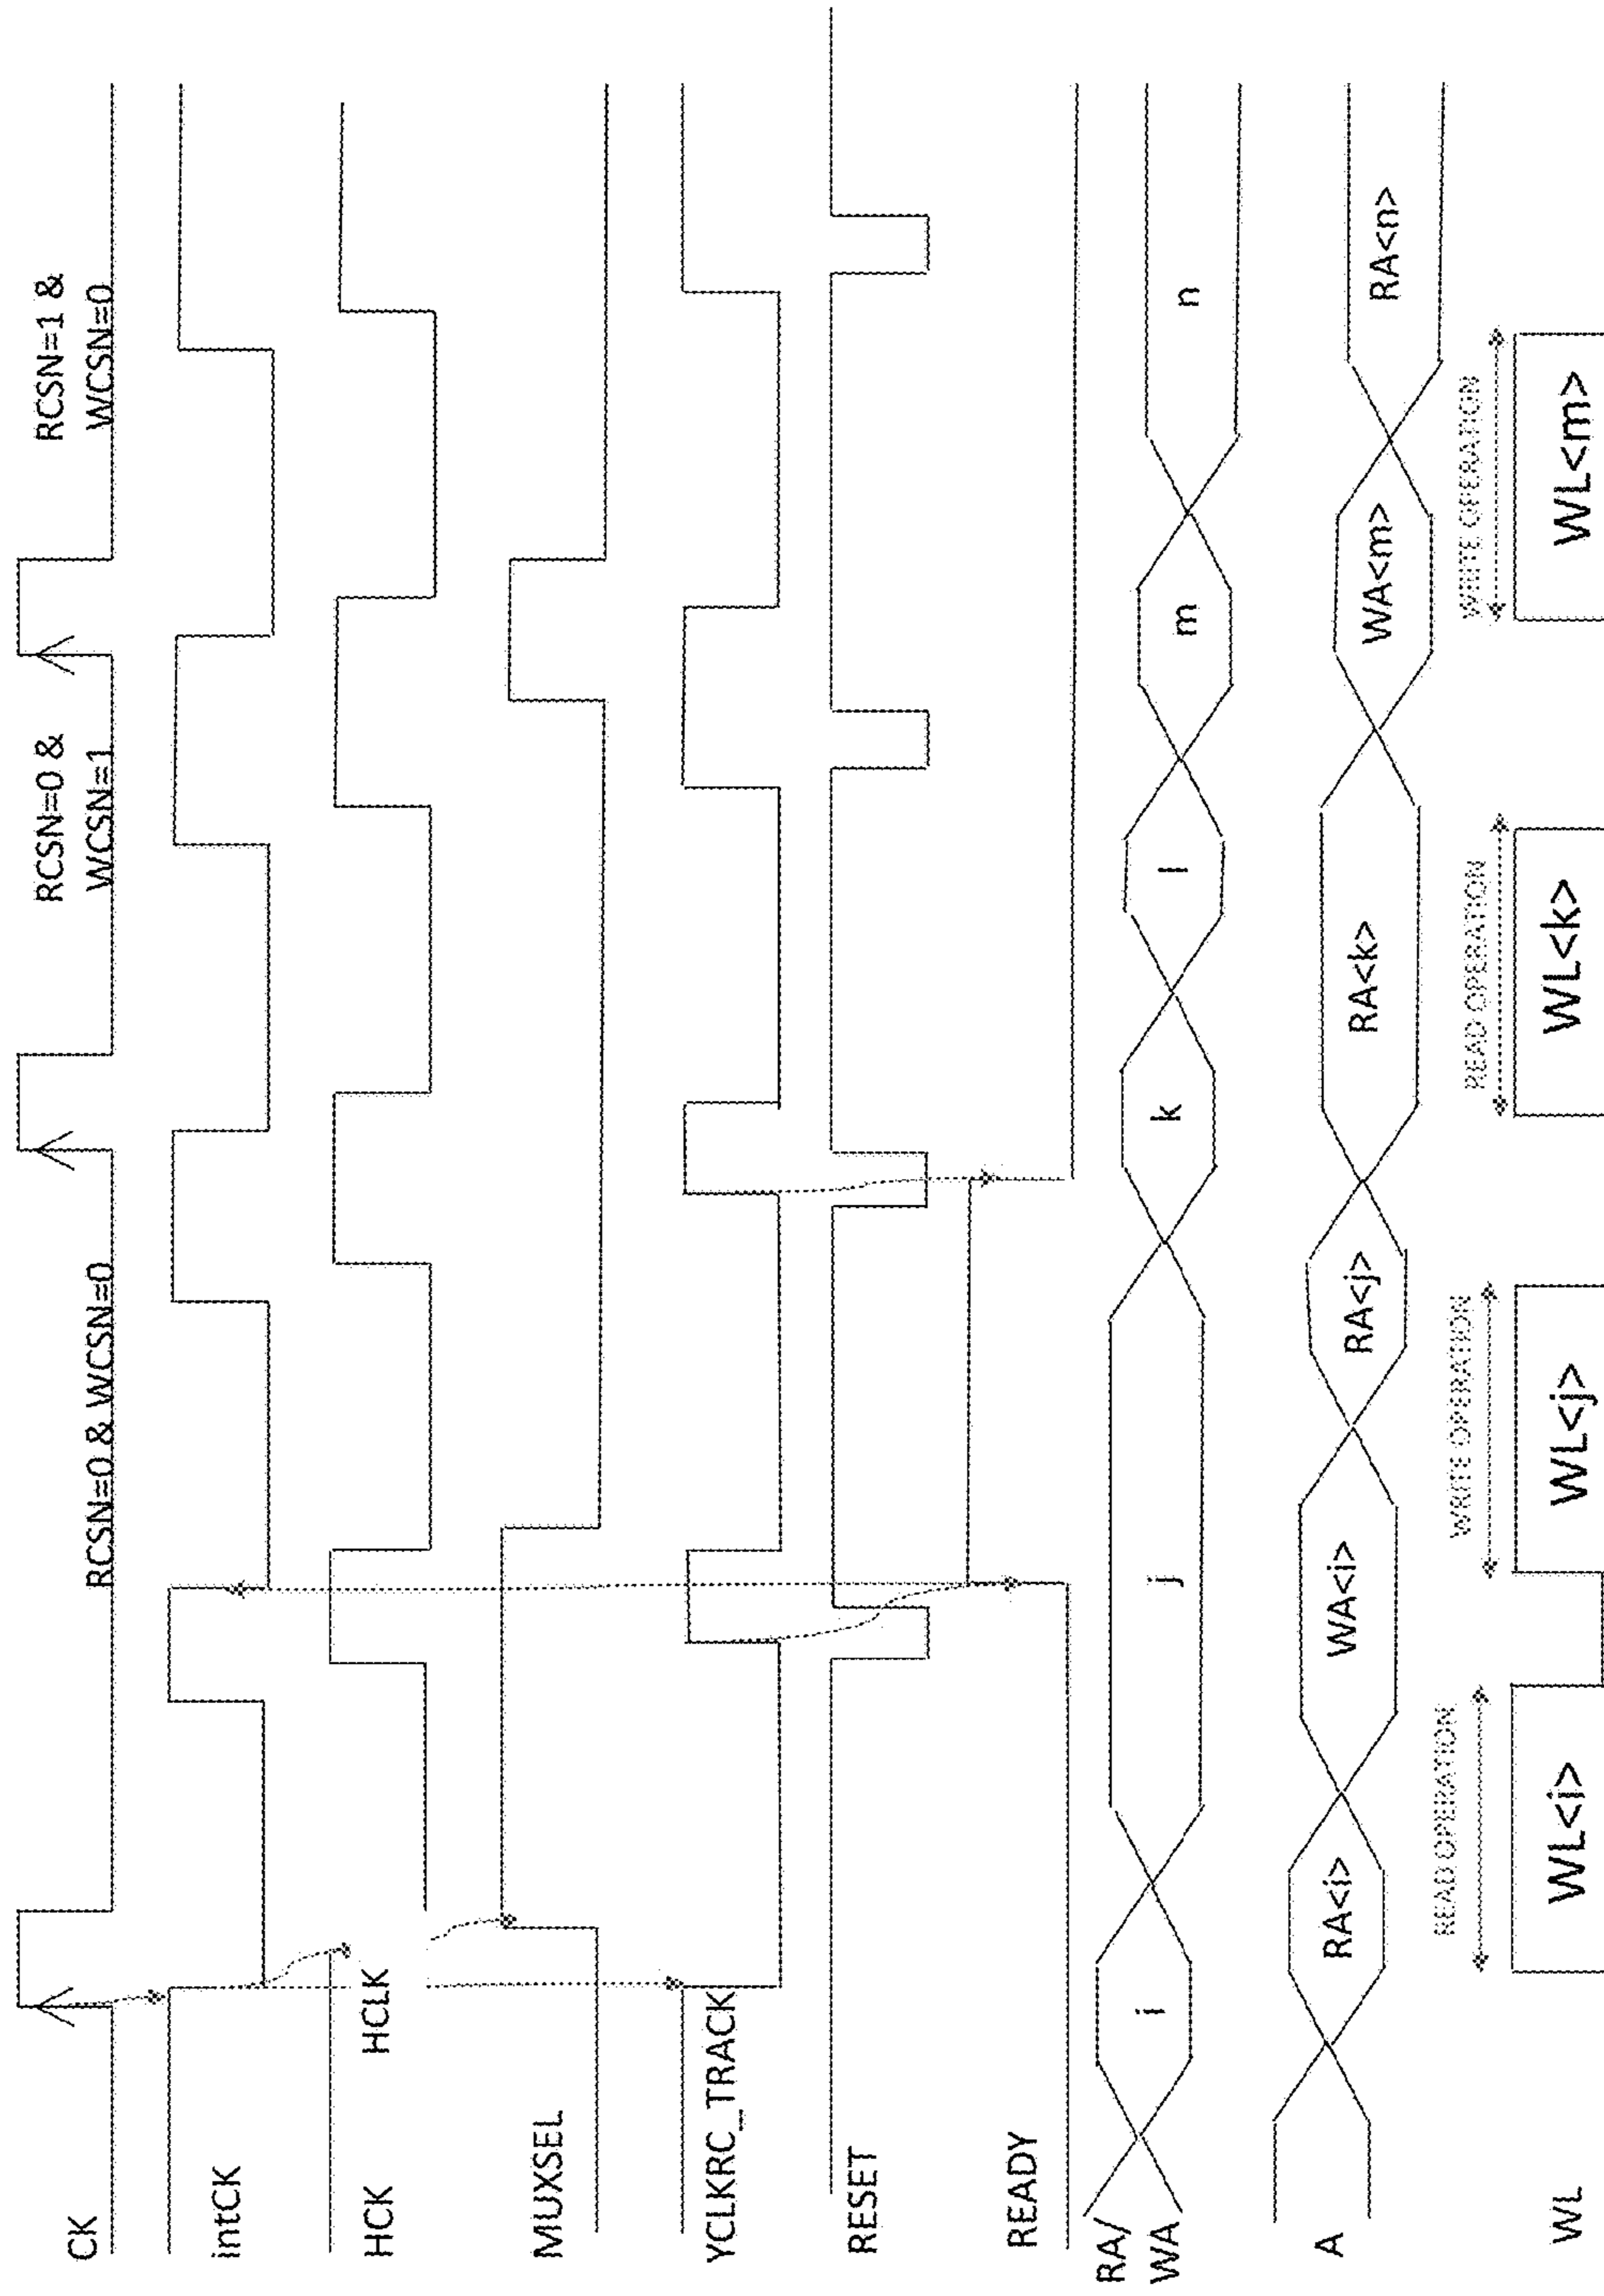 CK
RCSN=0 & WCSN=0
RCSN=0 &
WCSN=1
RCSN=1 &
WCSN=0
intCK
HCK
HCLK
MUXSEL
YCLKRC_TRACK
RESET
READY
RA/
WA
i
j
k
l
m
n
A
RA<i>
WA<i>
RA<j>
RA<k>
WA<m>
RA<n>
READ OPERATION
WRITE OPERATION
READ OPERATION
WRITE OPERATION
WL
WL<i>
WL<j>
WL<k>
WL<m>